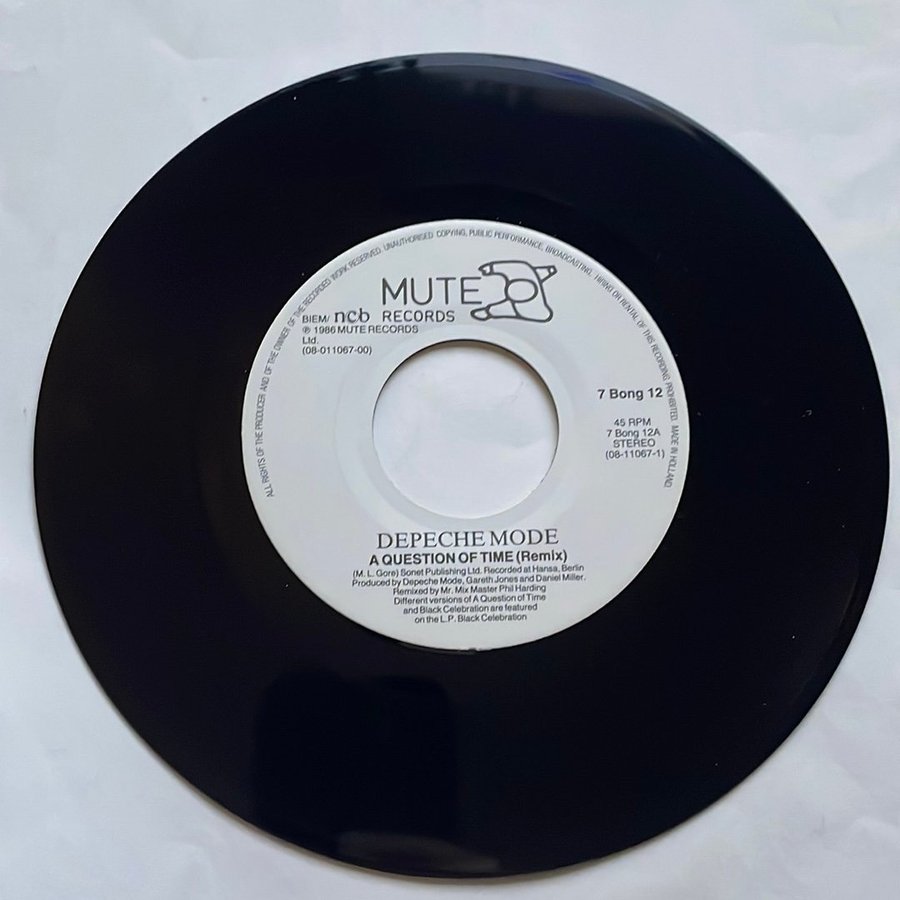 ALL RIGHTS OF THE PRODUCER AND OF THE OWNER OF THE RECORDED WORK RESERVED. UNAUTHORISED COPYING, PUBLIC PERFORMANCE, BROADCASTING, HIRING OR RENTAL OF THIS RECORDING PROHIBITED. MADE IN HOLLAND
MUTE
BIEM/ ncb RECORDS
℗ 1986 MUTE RECORDS
Ltd.
(08-011067-00)
7 Bong 12
45 RPM
7 Bong 12A
STEREO
(08-11067-1)
DEPECHE MODE
A QUESTION OF TIME (Remix)
(M. L. Gore) Sonet Publishing Ltd. Recorded at Hansa, Berlin
Produced by Depeche Mode, Gareth Jones and Daniel Miller.
Remixed by Mr. Mix Master Phil Harding
Different versions of A Question of Time
and Black Celebration are featured
on the L.P. Black Celebration